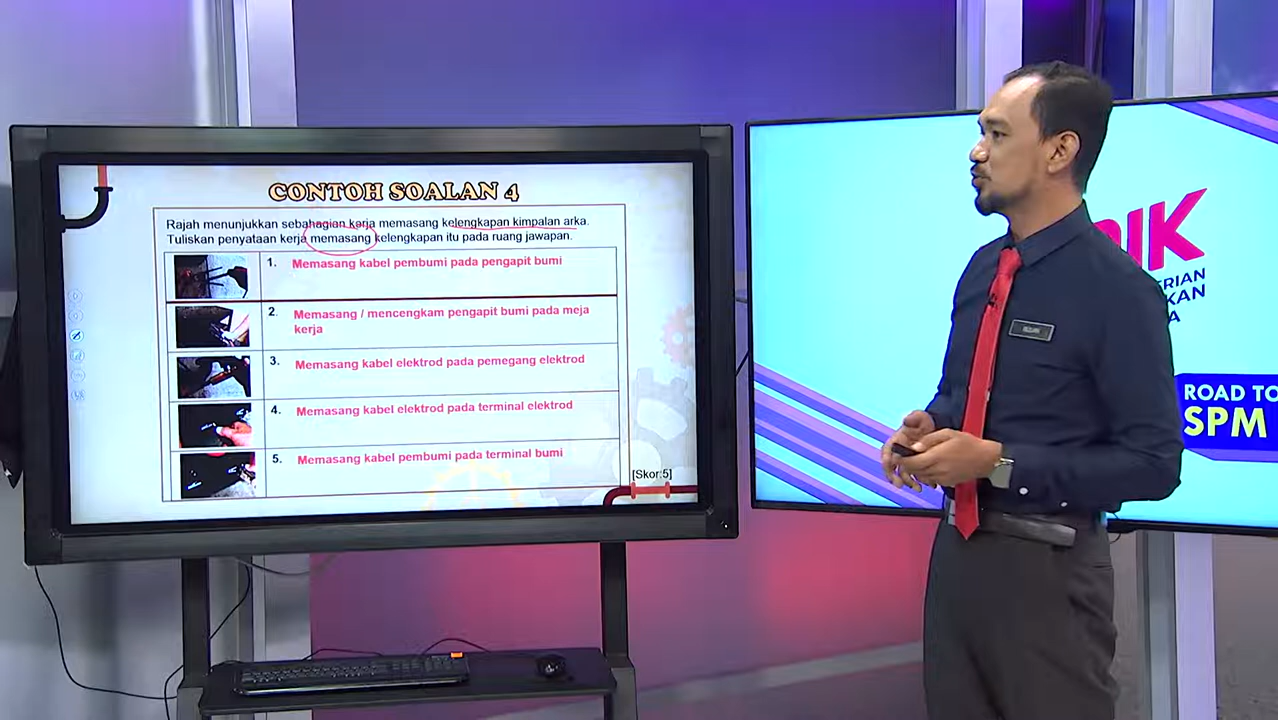 CONTOH SOALAN 4
Rajah menunjukkan sebahagian kerja memasang kelengkapan kimpalan arka.
Tuliskan penyataan kerja memasang kelengkapan itu pada ruang jawapan.
1. Memasang kabel pembumi pada pengapit bumi
2. Memasang / mencengkam pengapit bumi pada meja
kerja
3. Memasang kabel elektrod pada pemegang elektrod
4. Memasang kabel elektrod pada terminal elektrod
5. Memasang kabel pembumi pada terminal bumi
[Skor:5]
DIK
ERIAN
KAN
A
ROAD TO
SPM